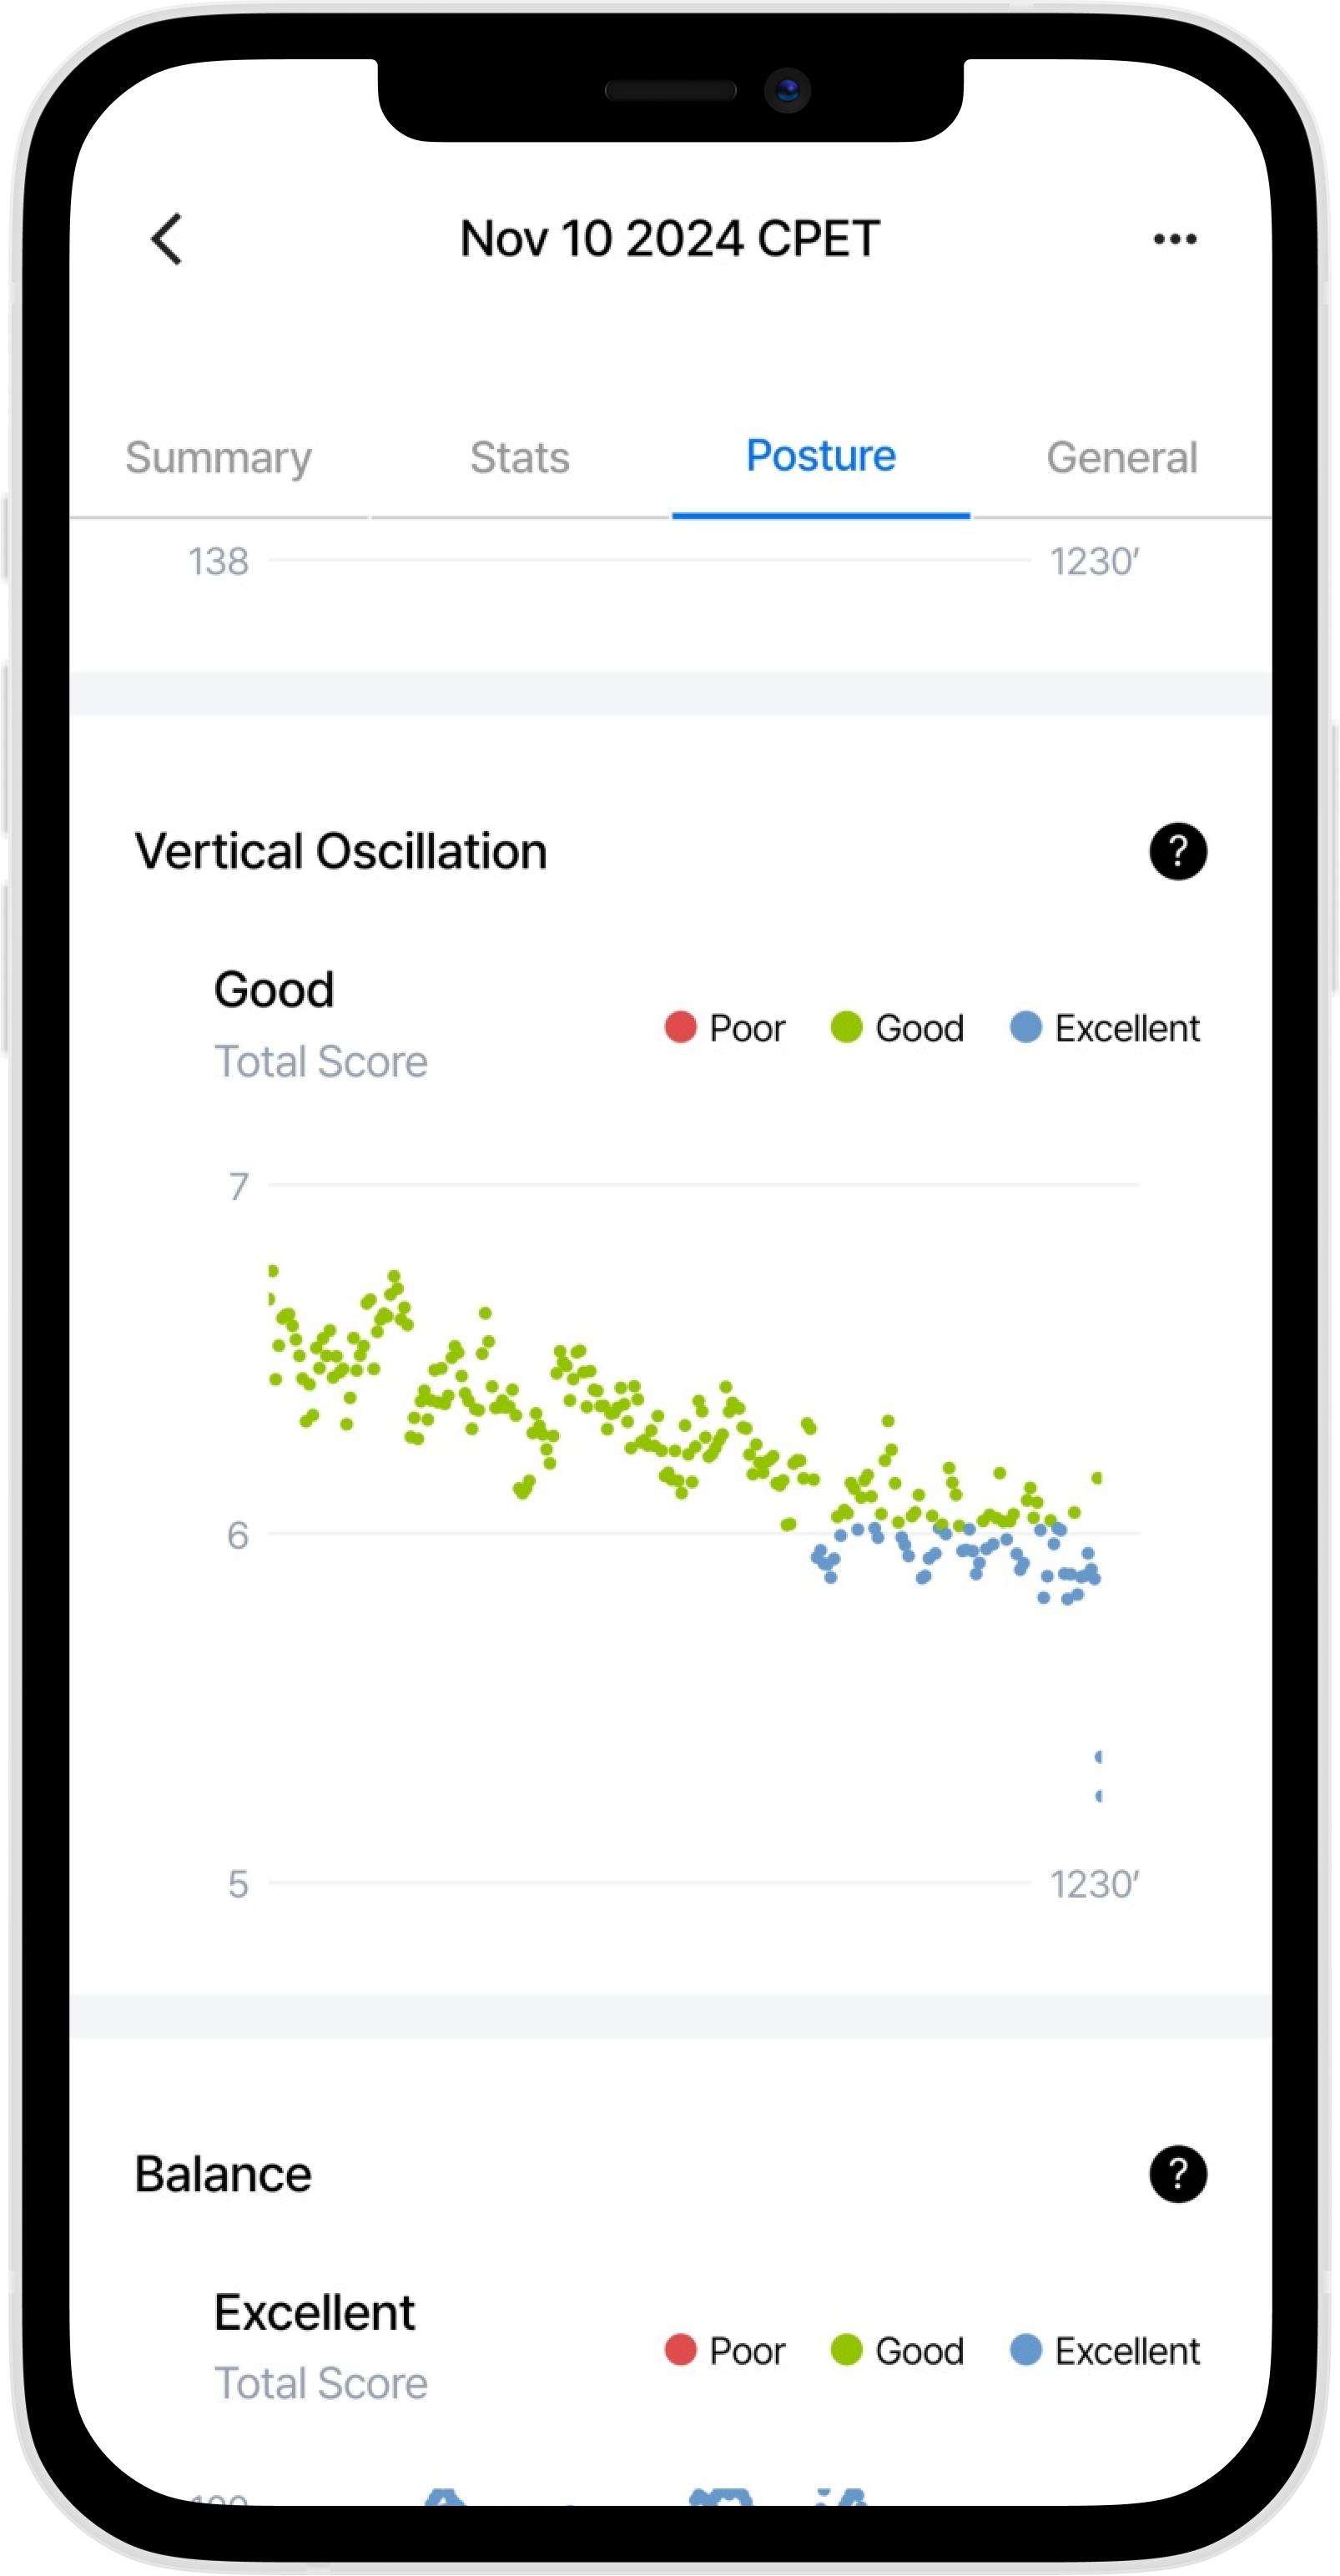 Nov 10 2024 CPET
Summary Stats Posture General
138 1230′
Vertical Oscillation ?
Good
Total Score
Poor Good Excellent
7
6
5 1230′
Balance ?
Excellent
Total Score
Poor Good Excellent